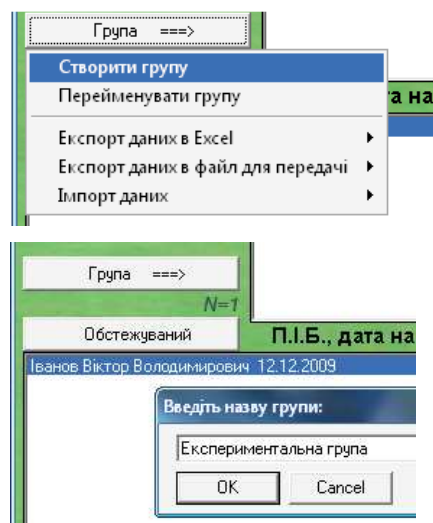 Група ===>
Створити групу
Перейменувати групу
а на
Експорт даних в Excel
Експорт даних в файл для передачі
Імпорт даних
Група ===>
N=1
Обстежуваний П.І.Б., дата на
Іванов Віктор Володимирович 12.12.2009
Введіть назву групи:
Експериментальна група
OK Cancel